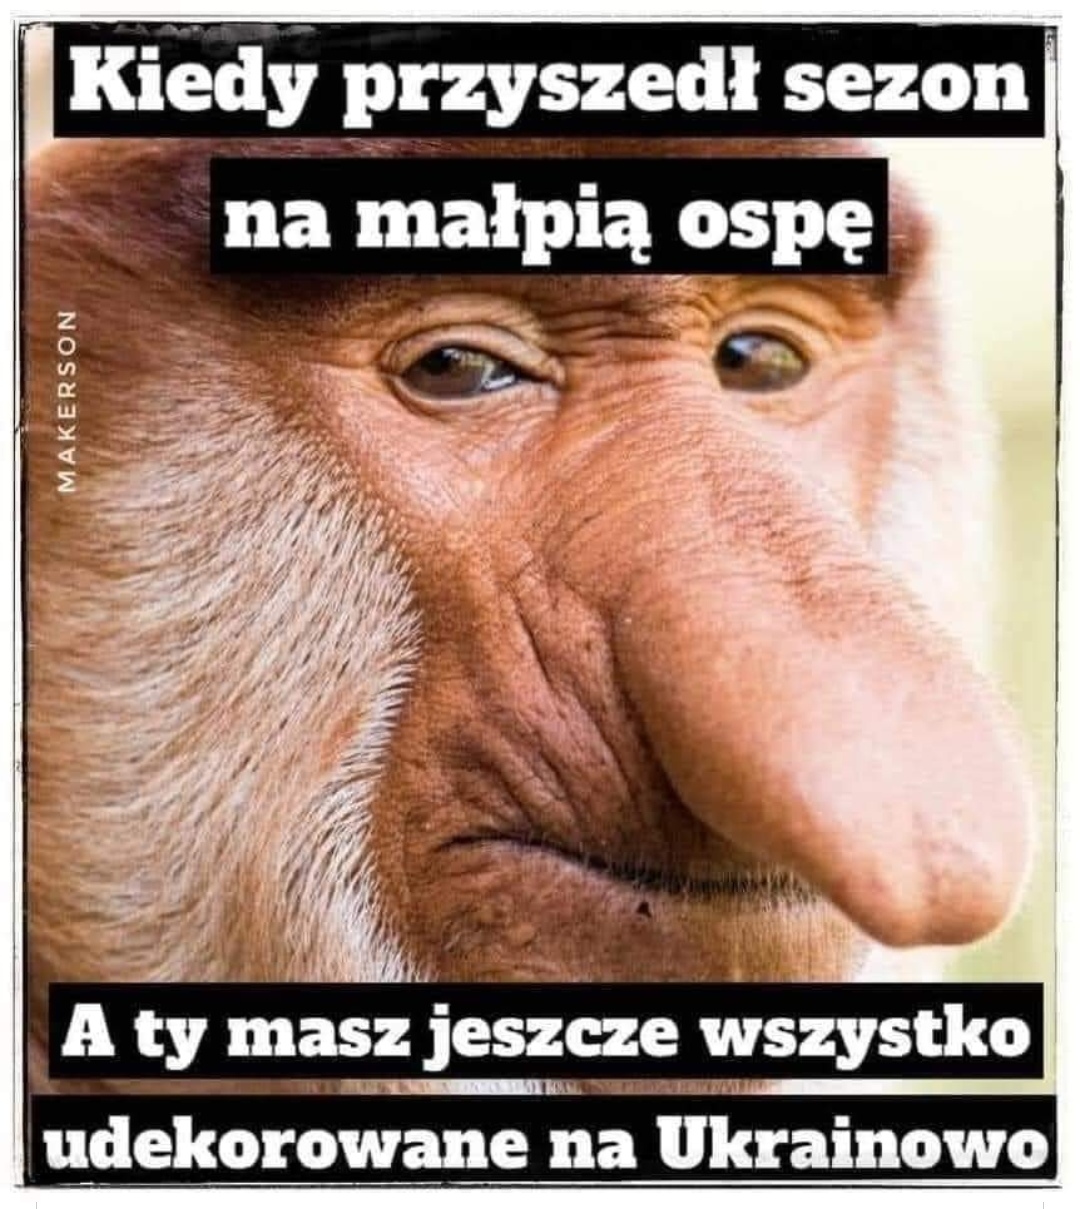 Kiedy przyszedł sezon
na małpią ospę
MAKERSON
A ty masz jeszcze wszystko
udekorowane na Ukrainowo